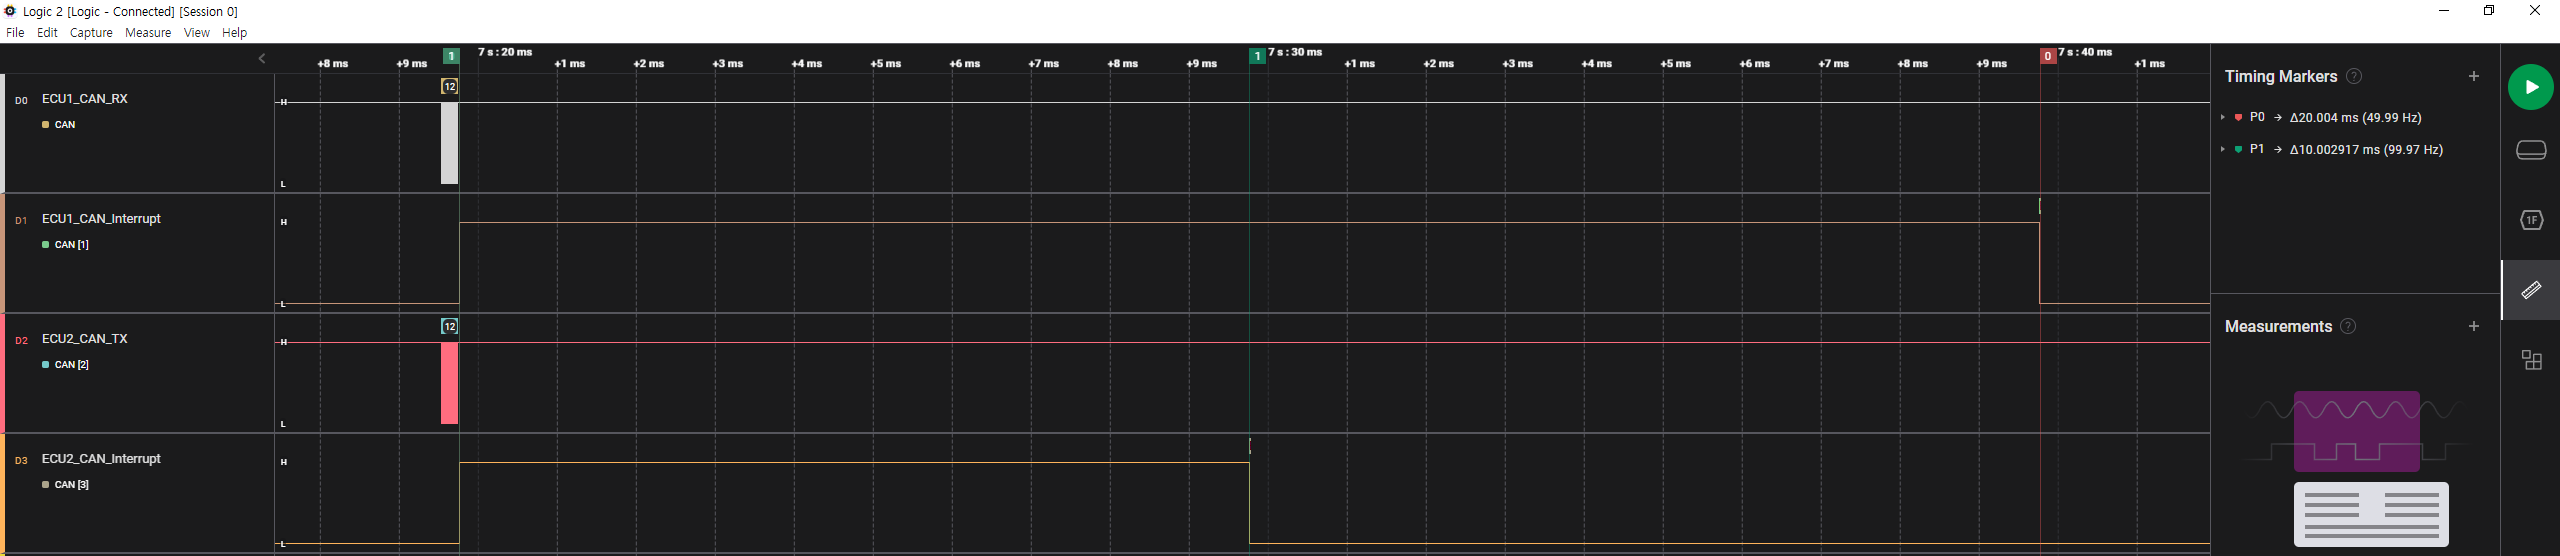 Logic 2 [Logic - Connected] [Session 0]
File Edit Capture Measure View Help
7 s : 20 ms 7 s : 30 ms 7 s : 40 ms
1 1 0
+8 ms +9 ms +1 ms +2 ms +3 ms +4 ms +5 ms +6 ms +7 ms +8 ms +9 ms +1 ms +2 ms +3 ms +4 ms +5 ms +6 ms +7 ms +8 ms +9 ms +1 ms
D0 ECU1_CAN_RX
CAN
12
H
L
D1 ECU1_CAN_Interrupt
CAN [1]
H
L
D2 ECU2_CAN_TX
CAN [2]
12
H
L
D3 ECU2_CAN_Interrupt
CAN [3]
H
L
Timing Markers ? +
P0 → Δ20.004 ms (49.99 Hz)
P1 → Δ10.002917 ms (99.97 Hz)
Measurements ? +
1F